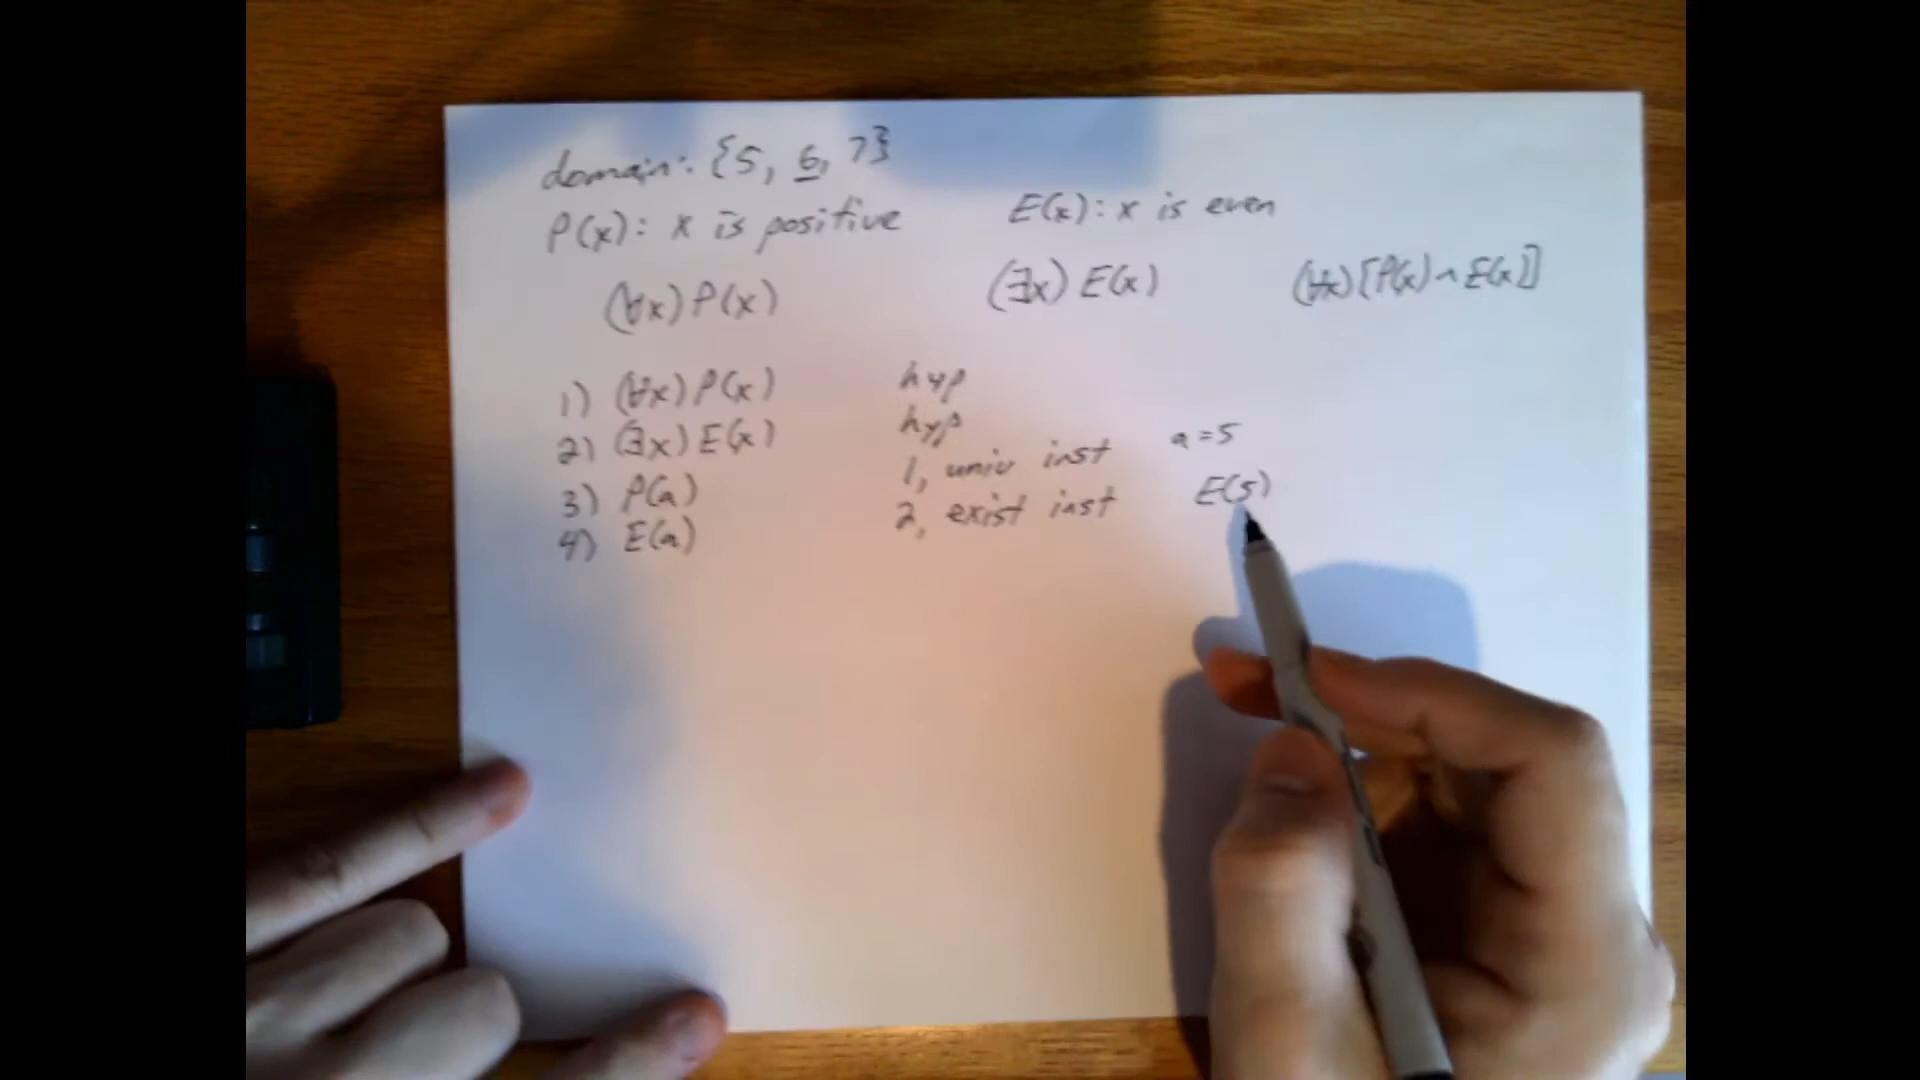 domain: {5, 6, 7}
P(x): x is positive E(x): x is even
(∀x) P(x) (∃x) E(x) (∀x)[P(x) ∧ E(x)]
1) (∀x) P(x) hyp
2) (∃x) E(x) hyp
3) P(a) 1, univ inst a = 5
4) E(a) 2, exist inst E(5)